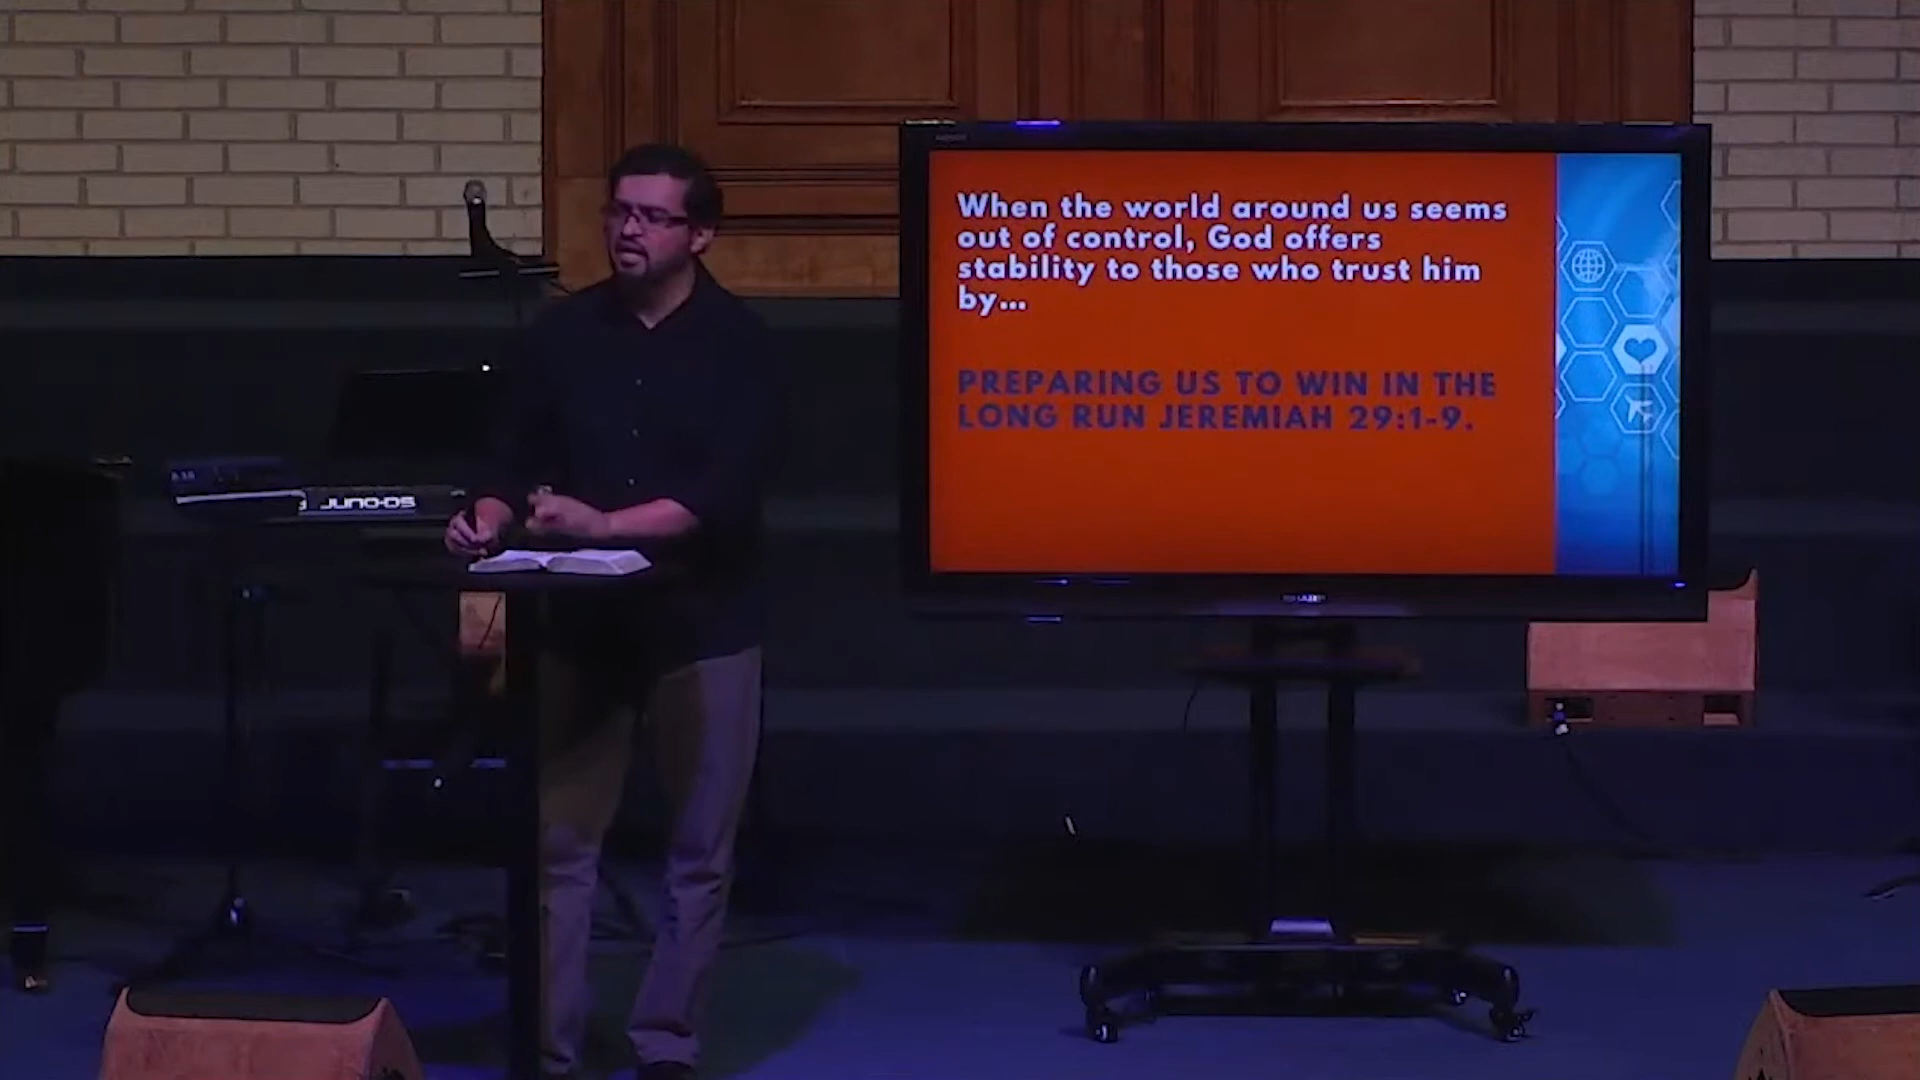 When the world around us seems
out of control, God offers
stability to those who trust him
by...
PREPARING US TO WIN IN THE
LONG RUN JEREMIAH 29:1-9.
JUNO-DS